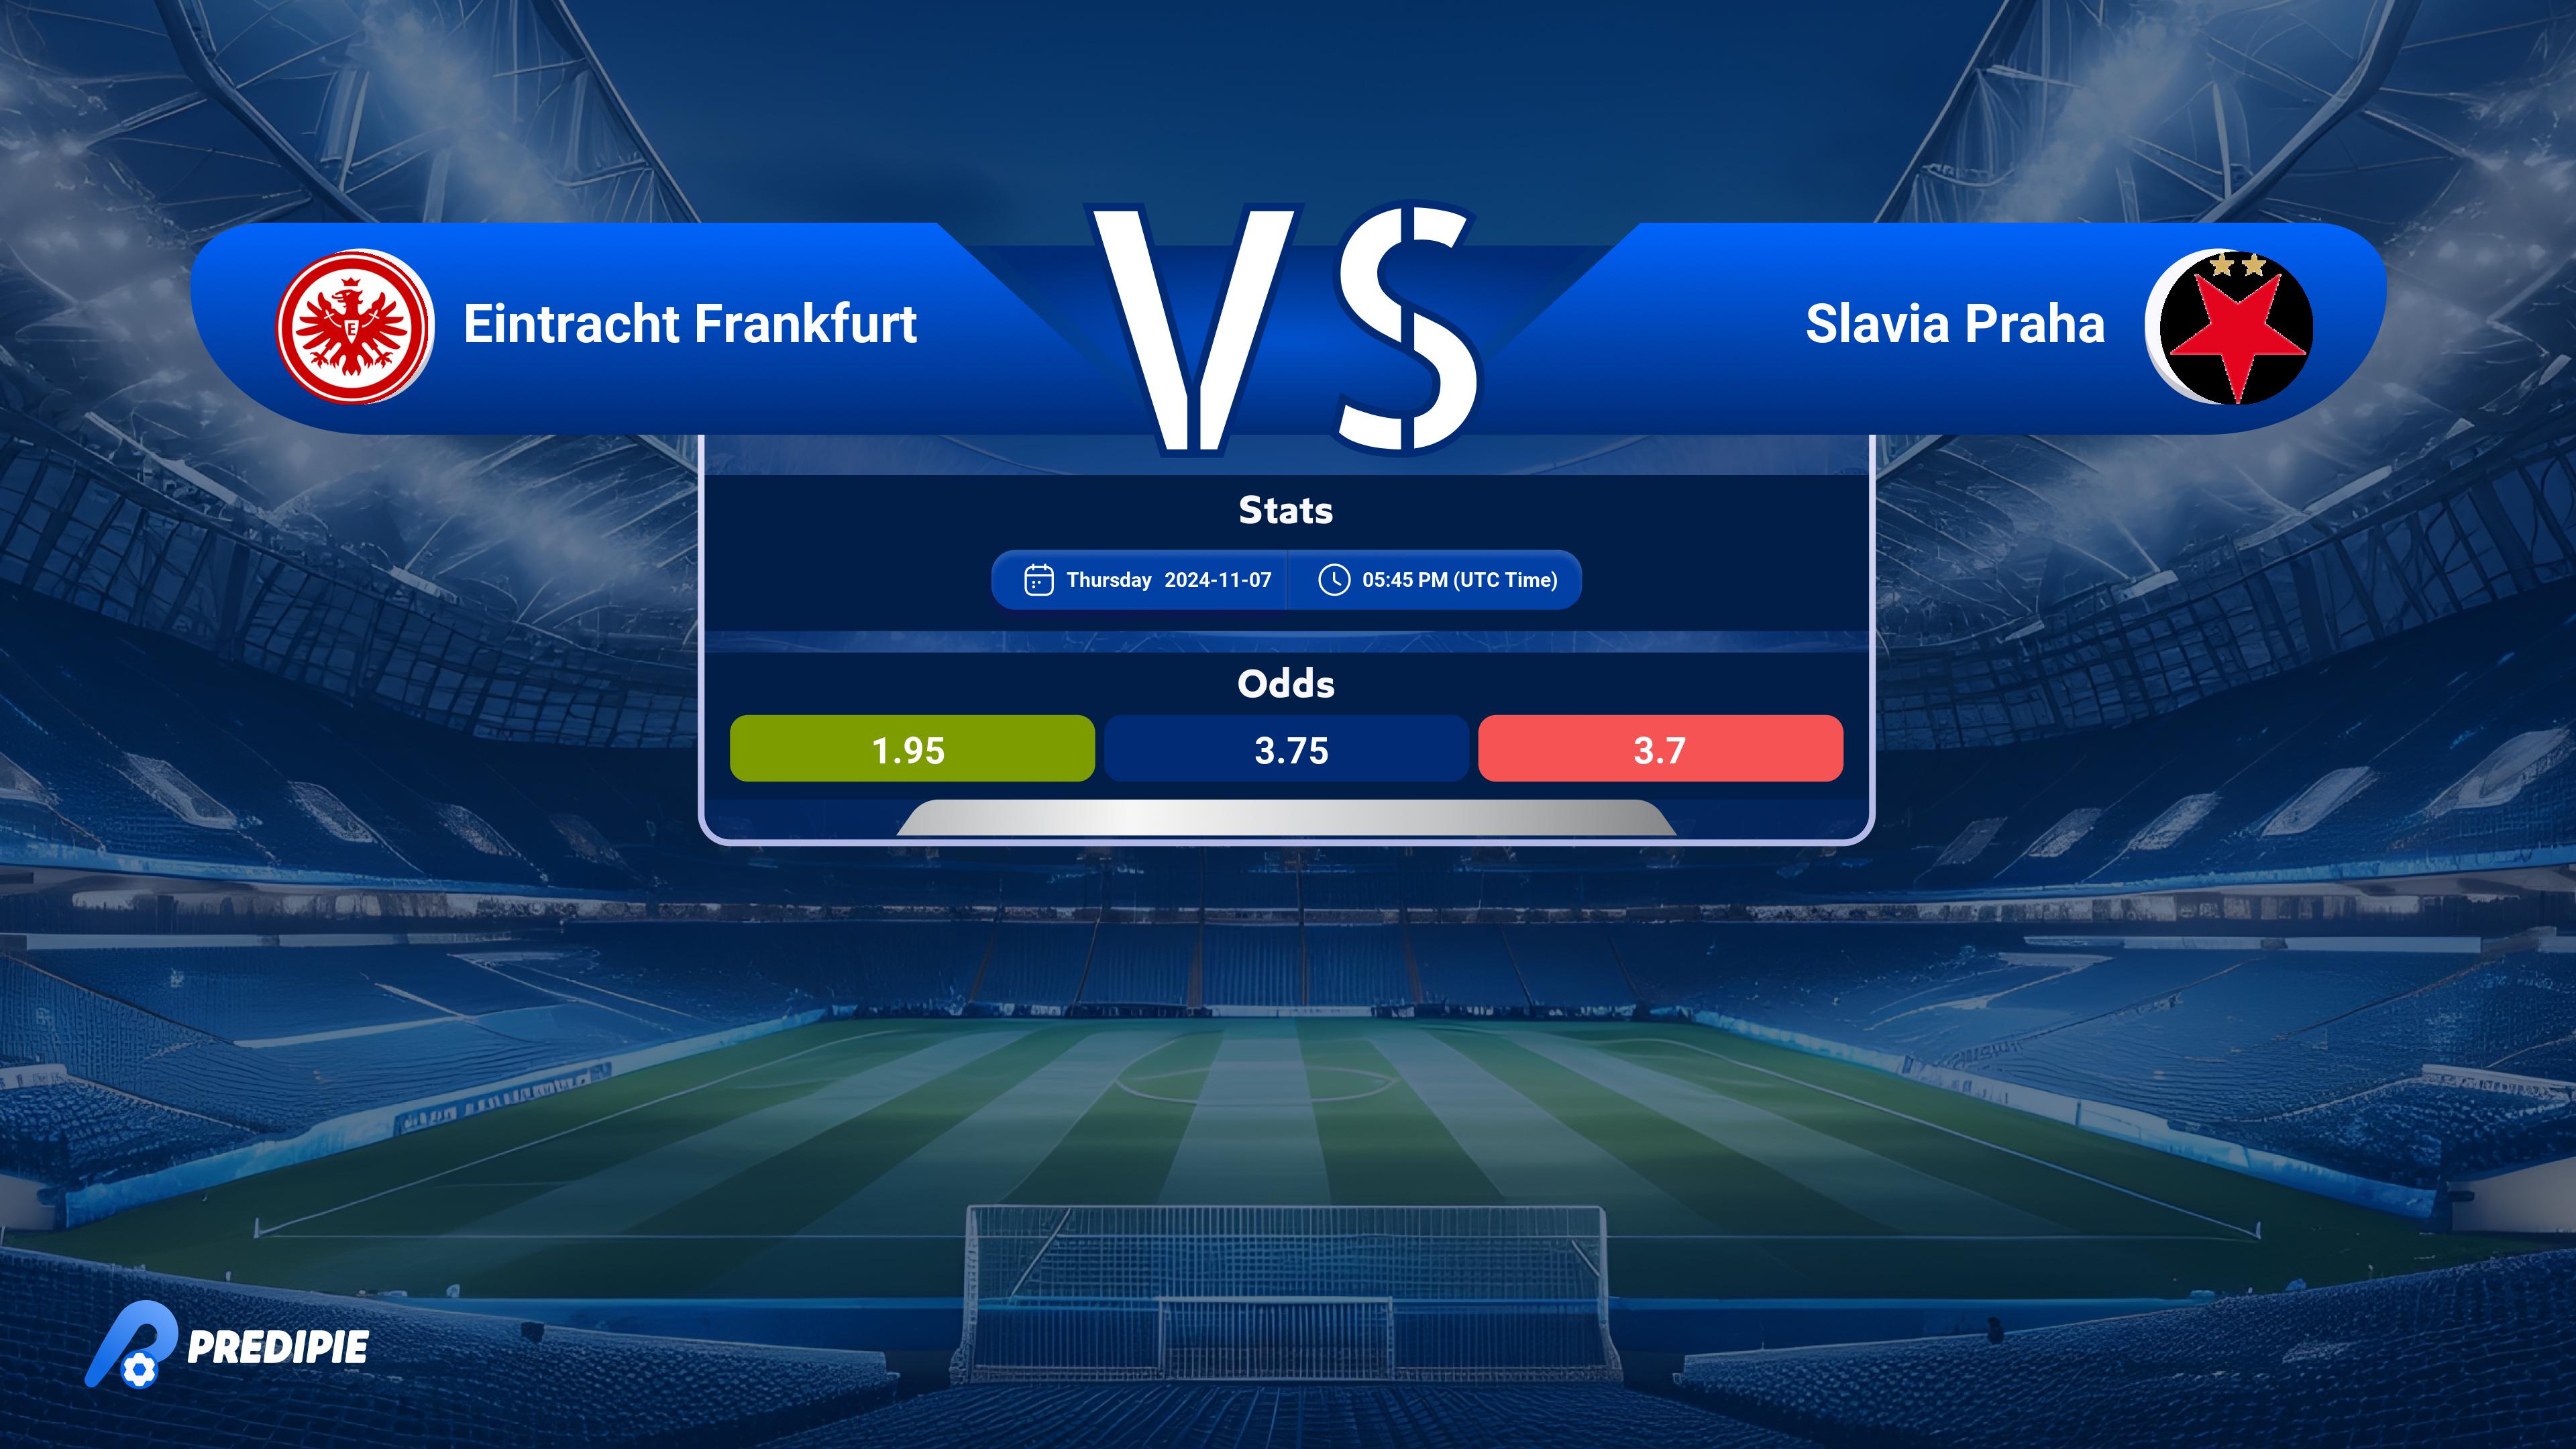 VS
Eintracht Frankfurt
Slavia Praha
Stats
Thursday 2024-11-07
05:45 PM (UTC Time)
Odds
1.95
3.75
3.7
PREDIPIE